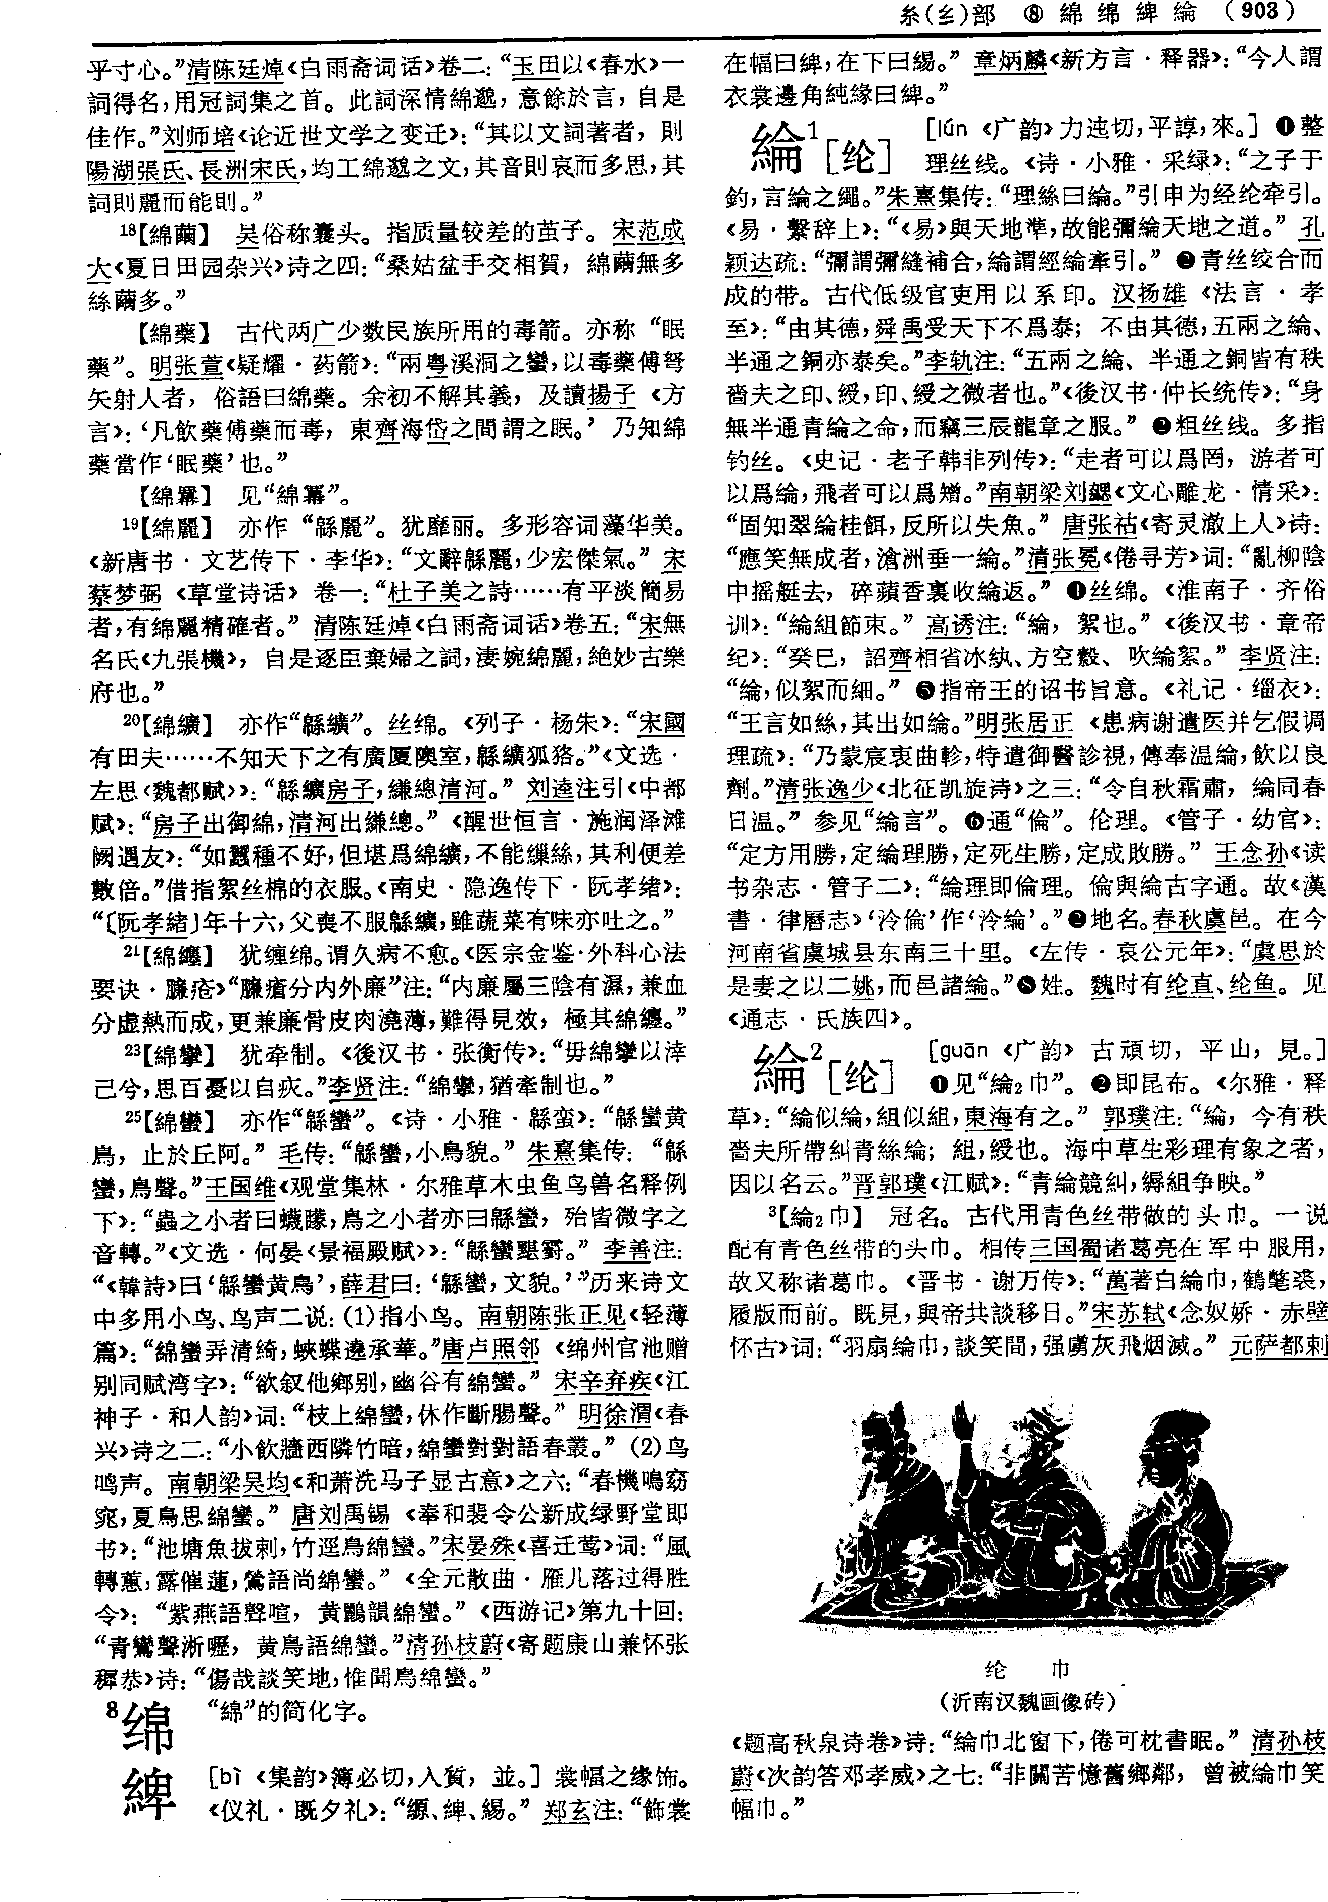 糸(纟)部 ⑧ 綿 绵 綼 綸 (903)
乎寸心。”清陈廷焯《白雨斋词话》卷二：“玉田以《春水》一
詞得名，用冠詞集之首。此詞深情綿邈，意餘於言，自是
佳作。”刘师培《论近世文学之变迁》：“其以文詞著者，則
陽湖張氏、長洲宋氏，均工綿邈之文，其音則哀而多思，其
詞則麗而能則。”
18【綿繭】 吴俗称囊头。指质量较差的茧子。宋范成
大《夏日田园杂兴》诗之四：“桑姑盆手交相賀，綿繭無多
絲繭多。”
【綿藥】 古代两广少数民族所用的毒箭。亦称“眠
藥”。明张萱《疑耀·药箭》：“兩粤溪洞之蠻，以毒藥傅弩
矢射人者，俗語曰綿藥。余初不解其義，及讀揚子《方
言》：‘凡飲藥傅藥而毒，東齊海岱之間謂之眠。’乃知綿
藥當作‘眠藥’也。”
【綿羃】 见“綿冪”。
19【綿麗】 亦作“緜麗”。犹靡丽。多形容词藻华美。
《新唐书·文艺传下·李华》：“文辭緜麗，少宏傑氣。”宋
蔡梦弼《草堂诗话》卷一：“杜子美之詩……有平淡簡易
者，有綿麗精確者。”清陈廷焯《白雨斋词话》卷五：“宋無
名氏《九張機》，自是逐臣棄婦之詞，淒婉綿麗，絶妙古樂
府也。”
20【綿纊】 亦作“緜纊”。丝绵。《列子·杨朱》：“宋國
有田夫……不知天下之有廣厦隩室，緜纊狐狢。”《文选·
左思〈魏都赋〉》：“緜纊房子，縑總清河。”刘逵注引《中都
赋》：“房子出御綿，清河出縑總。”《醒世恒言·施润泽滩
阙遇友》：“如蠶種不好，但堪爲綿纊，不能繅絲，其利便差
數倍。”借指絮丝棉的衣服。《南史·隐逸传下·阮孝绪》：
“〔阮孝緒〕年十六，父喪不服緜纊，雖蔬菜有味亦吐之。”
21【綿纏】 犹缠绵。谓久病不愈。《医宗金鉴·外科心法
要诀·臁疮》“臁瘡分内外廉”注：“内廉屬三陰有濕，兼血
分虚熱而成，更兼廉骨皮肉澆薄，難得見效，極其綿纏。”
23【綿攣】 犹牵制。《後汉书·张衡传》：“毋綿攣以涬
己兮，思百憂以自疢。”李贤注：“綿攣，猶牽制也。”
25【綿蠻】 亦作“緜蠻”。《诗·小雅·緜蛮》：“緜蠻黄
鳥，止於丘阿。”毛传：“緜蠻，小鳥貌。”朱熹集传：“緜
蠻，鳥聲。”王国维《观堂集林·尔雅草木虫鱼鸟兽名释例
下》：“蟲之小者曰蠛蠓，鳥之小者亦曰緜蠻，殆皆微字之
音轉。”《文选·何晏〈景福殿赋〉》：“緜蠻黮䨴。”李善注：
“《韓詩》曰‘緜蠻黄鳥’，薛君曰：‘緜蠻，文貌。’”历来诗文
中多用小鸟、鸟声二说：(1)指小鸟。南朝陈张正见《轻薄
篇》：“綿蠻弄清綺，蛺蝶遶承華。”唐卢照邻《绵州官池赠
别同赋湾字》：“欲叙他鄉别，幽谷有綿蠻。”宋辛弃疾《江
神子·和人韵》词：“枝上綿蠻，休作斷腸聲。”明徐渭《春
兴》诗之二：“小飲牆西隣竹暗，綿蠻對對語春叢。”(2)鸟
鸣声。南朝梁吴均《和萧洗马子显古意》之六：“春機鳴窈
窕，夏鳥思綿蠻。”唐刘禹锡《奉和裴令公新成绿野堂即
书》：“池塘魚拔刺，竹逕鳥綿蠻。”宋晏殊《喜迁莺》词：“風
轉蕙，露催蓮，鶯語尚綿蠻。”《全元散曲·雁儿落过得胜
令》：“紫燕語聲喧，黄鸝韻綿蠻。”《西游记》第九十回：
“青鸞聲淅嚦，黄鳥語綿蠻。”清孙枝蔚《寄题康山兼怀张
穉恭》诗：“傷哉談笑地，惟聞鳥綿蠻。”
8绵 “綿”的简化字。
綼 [bì 《集韵》簿必切，入質，並。]裳幅之缘饰。
《仪礼·既夕礼》：“縓、綼、緆。”郑玄注：“飾裳
在幅曰綼，在下曰緆。”章炳麟《新方言·释器》：“今人謂
衣裳邊角純緣曰綼。”
綸1[纶] [lún 《广韵》力迍切，平諄，來。]❶整
理丝线。《诗·小雅·采绿》：“之子于
釣，言綸之繩。”朱熹集传：“理絲曰綸。”引申为经纶牵引。
《易·繫辞上》：“《易》與天地準，故能彌綸天地之道。”孔
颖达疏：“彌謂彌縫補合，綸謂經綸牽引。”❷青丝绞合而
成的带。古代低级官吏用以系印。汉扬雄《法言·孝
至》：“由其德，舜禹受天下不爲泰；不由其德，五兩之綸、
半通之銅亦泰矣。”李轨注：“五兩之綸、半通之銅皆有秩
嗇夫之印、綬，印、綬之微者也。”《後汉书·仲长统传》：“身
無半通青綸之命，而竊三辰龍章之服。”❷粗丝线。多指
钓丝。《史记·老子韩非列传》：“走者可以爲罔，游者可
以爲綸，飛者可以爲矰。”南朝梁刘勰《文心雕龙·情采》：
“固知翠綸桂餌，反所以失魚。”唐张祜《寄灵澈上人》诗：
“應笑無成者，滄洲垂一綸。”清张冕《倦寻芳》词：“亂柳陰
中摇艇去，碎蘋香裏收綸返。”❶丝绵。《淮南子·齐俗
训》：“綸組節束。”高诱注：“綸，絮也。”《後汉书·章帝
纪》：“癸巳，詔齊相省冰紈、方空縠、吹綸絮。”李贤注：
“綸，似絮而细。”❺指帝王的诏书旨意。《礼记·缁衣》：
“王言如絲，其出如綸。”明张居正《患病谢遣医并乞假调
理疏》：“乃蒙宸衷曲軫，特遣御醫診視，傳奉温綸，飲以良
劑。”清张逸少《北征凯旋诗》之三：“令自秋霜肅，綸同春
日温。”参见“綸言”。❻通“倫”。伦理。《管子·幼官》：
“定方用勝，定綸理勝，定死生勝，定成敗勝。”王念孙《读
书杂志·管子二》：“綸理即倫理。倫與綸古字通。故《漢
書·律曆志》‘泠倫’作‘泠綸’。”❷地名。春秋虞邑。在今
河南省虞城县东南三十里。《左传·哀公元年》：“虞思於
是妻之以二姚，而邑諸綸。”❽姓。魏时有纶直、纶鱼。见
《通志·氏族四》。
綸2[纶] [guān 《广韵》古頑切，平山，見。]
❶见“綸2巾”。❷即昆布。《尔雅·释
草》：“綸似綸，組似組，東海有之。”郭璞注：“綸，今有秩
嗇夫所帶糾青絲綸；組，綬也。海中草生彩理有象之者，
因以名云。”晋郭璞《江赋》：“青綸競糾，縟組争映。”
3【綸2巾】 冠名。古代用青色丝带做的头巾。一说
配有青色丝带的头巾。相传三国蜀诸葛亮在军中服用，
故又称诸葛巾。《晋书·谢万传》：“萬著白綸巾，鶴氅裘，
履版而前。既見，與帝共談移日。”宋苏轼《念奴娇·赤壁
怀古》词：“羽扇綸巾，談笑間，强虜灰飛烟滅。”元萨都剌
纶 巾
(沂南汉魏画像砖)
《题高秋泉诗卷》诗：“綸巾北窗下，倦可枕書眠。”清孙枝
蔚《次韵答邓孝威》之七：“非關苦憶舊鄉鄰，曾被綸巾笑
幅巾。”